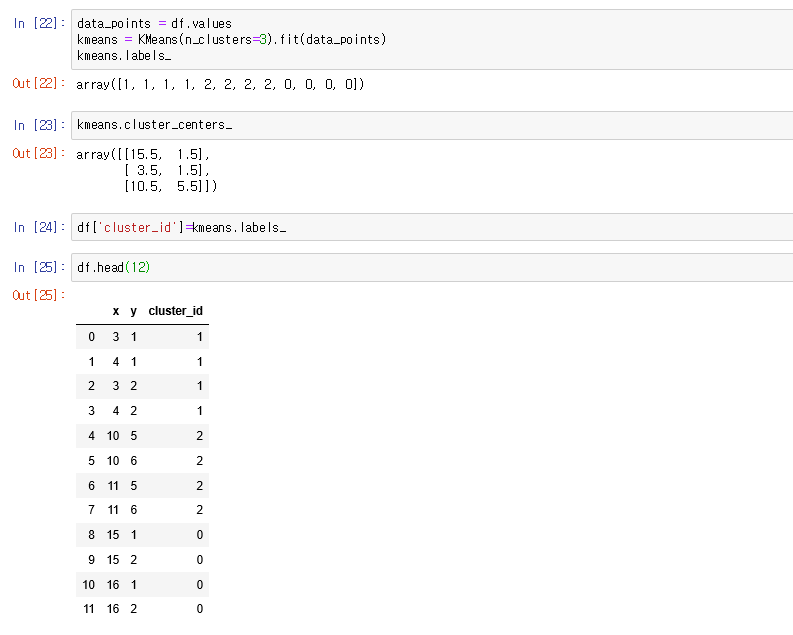 In [22]: data_points = df.values
kmeans = KMeans(n_clusters=3).fit(data_points)
kmeans.labels_
Out[22]: array([1, 1, 1, 1, 2, 2, 2, 2, 0, 0, 0, 0])
In [23]: kmeans.cluster_centers_
Out[23]: array([[15.5,  1.5],
[ 3.5,  1.5],
[10.5,  5.5]])
In [24]: df['cluster_id']=kmeans.labels_
In [25]: df.head(12)
Out[25]:
x y cluster_id
0 3 1 1
1 4 1 1
2 3 2 1
3 4 2 1
4 10 5 2
5 10 6 2
6 11 5 2
7 11 6 2
8 15 1 0
9 15 2 0
10 16 1 0
11 16 2 0